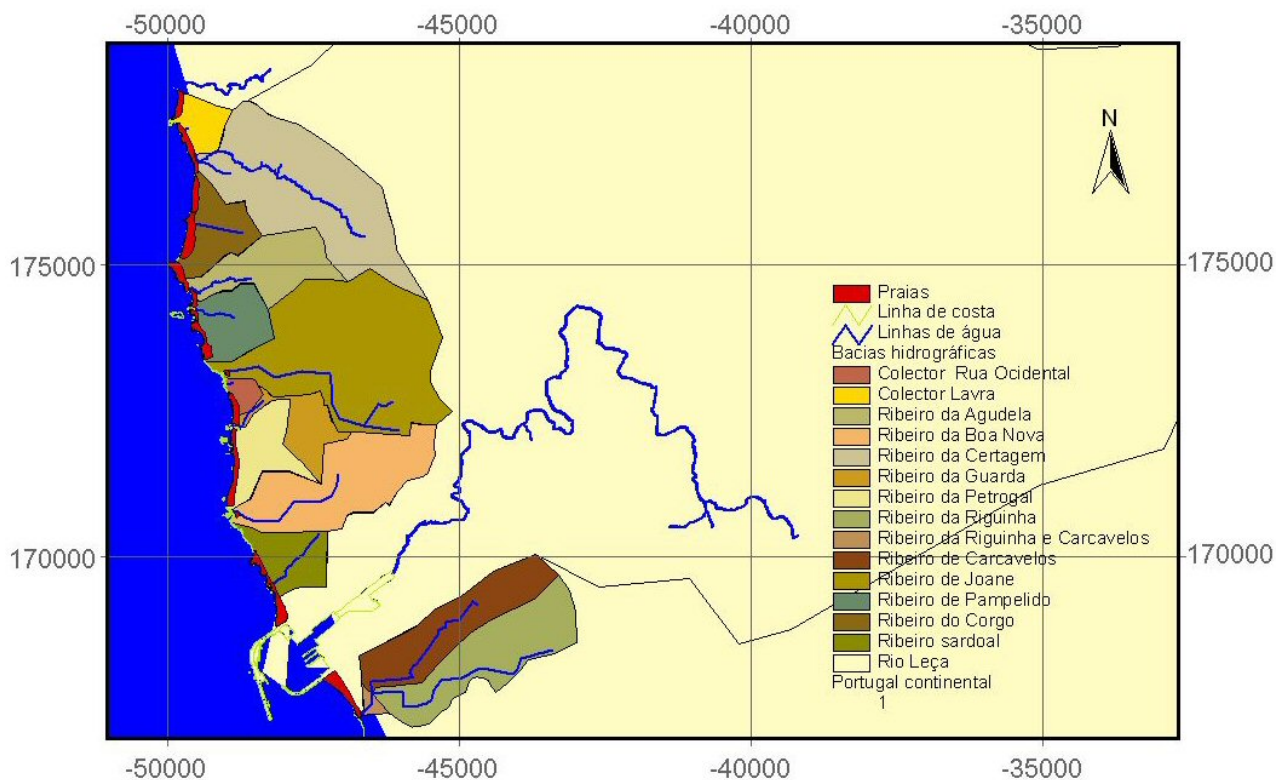 -50000 -45000 -40000 -35000
N
175000 175000
Praias
Linha de costa
Linhas de água
Bacias hidrográficas
Colector Rua Ocidental
Colector Lavra
Ribeiro da Agudela
Ribeiro da Boa Nova
Ribeiro da Certagem
Ribeiro da Guarda
Ribeiro da Petrogal
Ribeiro da Riguinha
Ribeiro da Riguinha e Carcavelos
170000 170000
Ribeiro de Carcavelos
Ribeiro de Joane
Ribeiro de Pampelido
Ribeiro do Corgo
Ribeiro sardoal
Rio Leça
Portugal continental
1
-50000 -45000 -40000 -35000